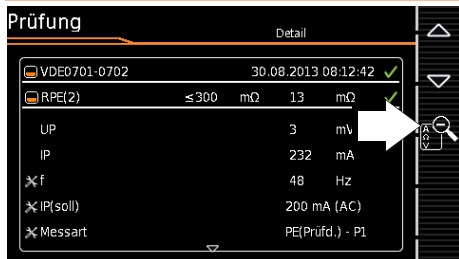 Prüfung
Detail
VDE0701-0702 30.08.2013 08:12:42
RPE(2) ≤300 mΩ 13 mΩ
UP 3 mV
IP 232 mA
f 48 Hz
IP(soll) 200 mA (AC)
Messart PE(Prüfd.) - P1
A
Ω
V